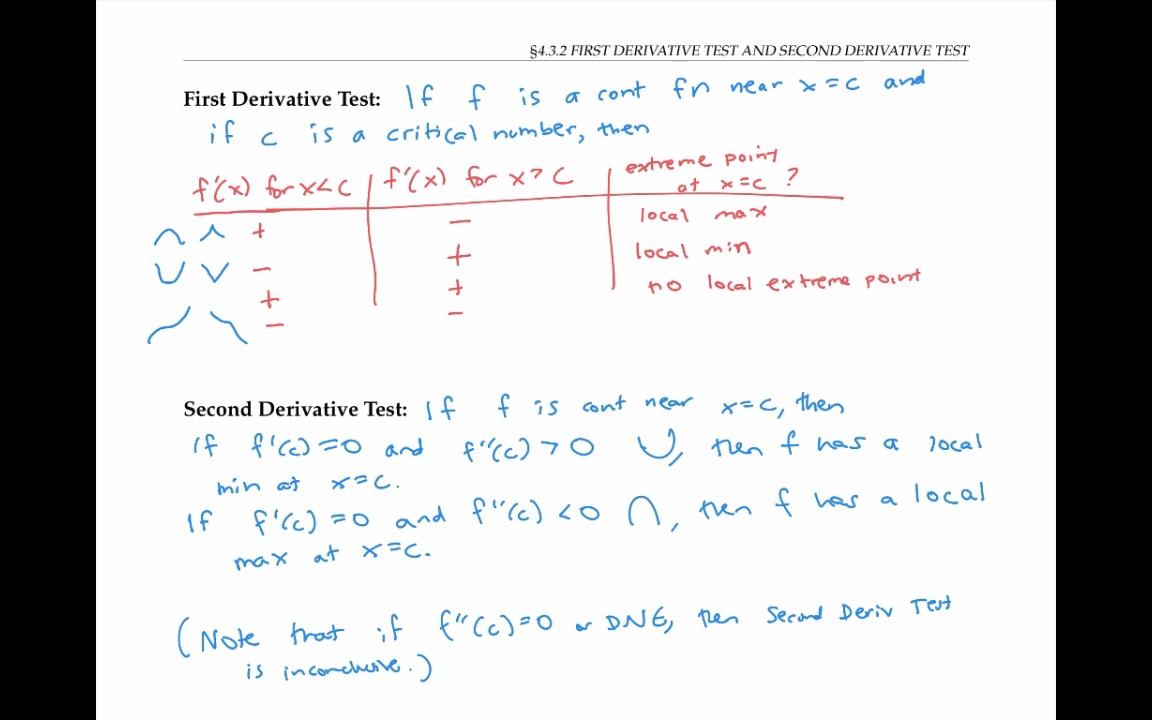 §4.3.2 FIRST DERIVATIVE TEST AND SECOND DERIVATIVE TEST
First Derivative Test: If f is a cont fn near x=c and
if c is a critical number, then
f'(x) for x<c f'(x) for x>c extreme point
at x=c ?
+ − local max
− + local min
+ + no local extreme point
− −
Second Derivative Test: If f is cont near x=c, then
If f'(c)=0 and f''(c)>0 ∪, then f has a local
min at x=c.
If f'(c)=0 and f''(c)<0 ∩, then f has a local
max at x=c.
(Note that if f''(c)=0 or DNE, then Second Deriv Test
is inconclusive.)